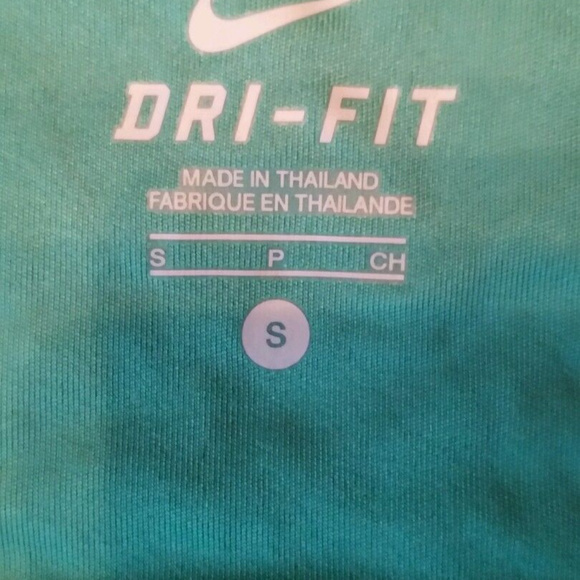 DRI-FIT
MADE IN THAILAND
FABRIQUE EN THAILANDE
S P CH
S